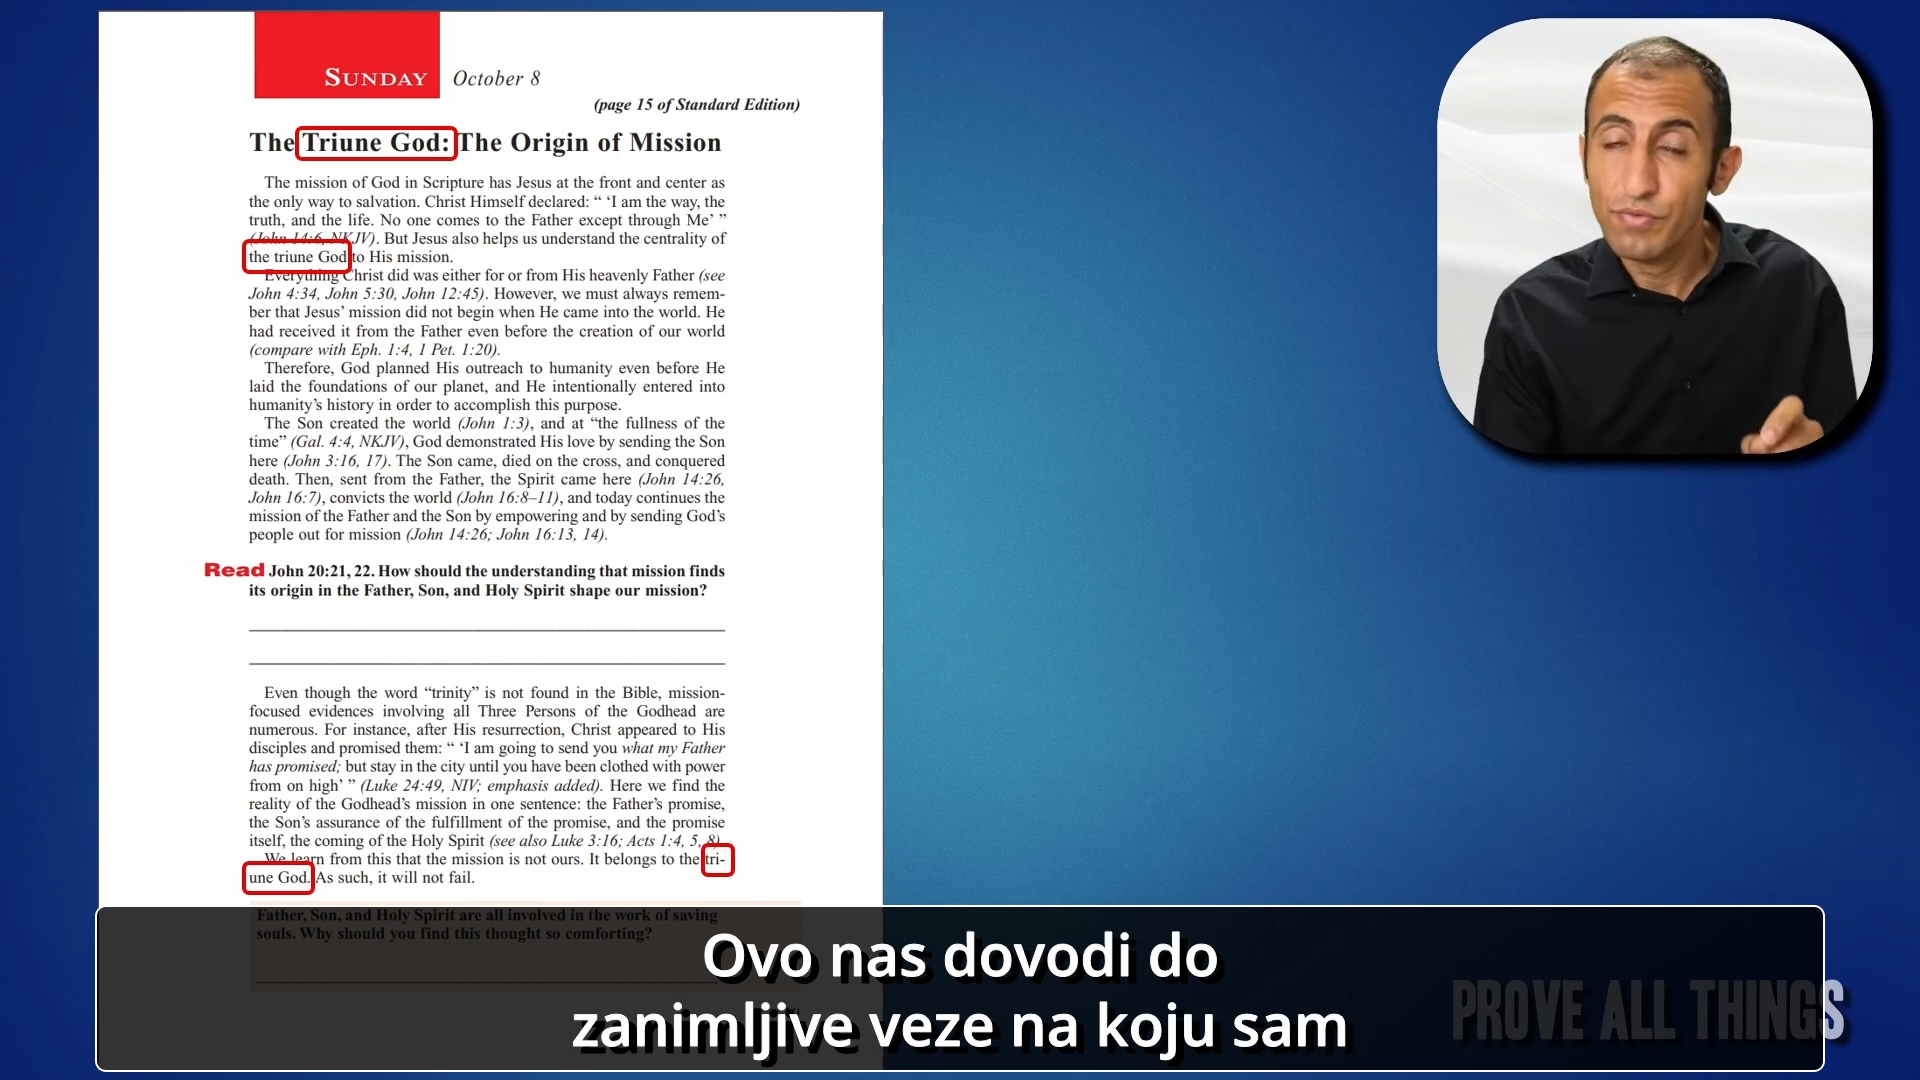 SUNDAY October 8
(page 15 of Standard Edition)
The Triune God: The Origin of Mission
The mission of God in Scripture has Jesus at the front and center as
the only way to salvation. Christ Himself declared: “ ‘I am the way, the
truth, and the life. No one comes to the Father except through Me’ ”
(John 14:6, NKJV). But Jesus also helps us understand the centrality of
the triune God to His mission.
Everything Christ did was either for or from His heavenly Father (see
John 4:34, John 5:30, John 12:45). However, we must always remem-
ber that Jesus’ mission did not begin when He came into the world. He
had received it from the Father even before the creation of our world
(compare with Eph. 1:4, 1 Pet. 1:20).
Therefore, God planned His outreach to humanity even before He
laid the foundations of our planet, and He intentionally entered into
humanity’s history in order to accomplish this purpose.
The Son created the world (John 1:3), and at “the fullness of the
time” (Gal. 4:4, NKJV), God demonstrated His love by sending the Son
here (John 3:16, 17). The Son came, died on the cross, and conquered
death. Then, sent from the Father, the Spirit came here (John 14:26,
John 16:7), convicts the world (John 16:8–11), and today continues the
mission of the Father and the Son by empowering and by sending God’s
people out for mission (John 14:26; John 16:13, 14).
Read John 20:21, 22. How should the understanding that mission finds
its origin in the Father, Son, and Holy Spirit shape our mission?
Even though the word “trinity” is not found in the Bible, mission-
focused evidences involving all Three Persons of the Godhead are
numerous. For instance, after His resurrection, Christ appeared to His
disciples and promised them: “ ‘I am going to send you what my Father
has promised; but stay in the city until you have been clothed with power
from on high’ ” (Luke 24:49, NIV; emphasis added). Here we find the
reality of the Godhead’s mission in one sentence: the Father’s promise,
the Son’s assurance of the fulfillment of the promise, and the promise
itself, the coming of the Holy Spirit (see also Luke 3:16; Acts 1:4, 5, 8).
We learn from this that the mission is not ours. It belongs to the tri-
une God. As such, it will not fail.
Father, Son, and Holy Spirit are all involved in the work of saving
souls. Why should you find this thought so comforting?
Ovo nas dovodi do
zanimljive veze na koju sam
PROVE ALL THINGS